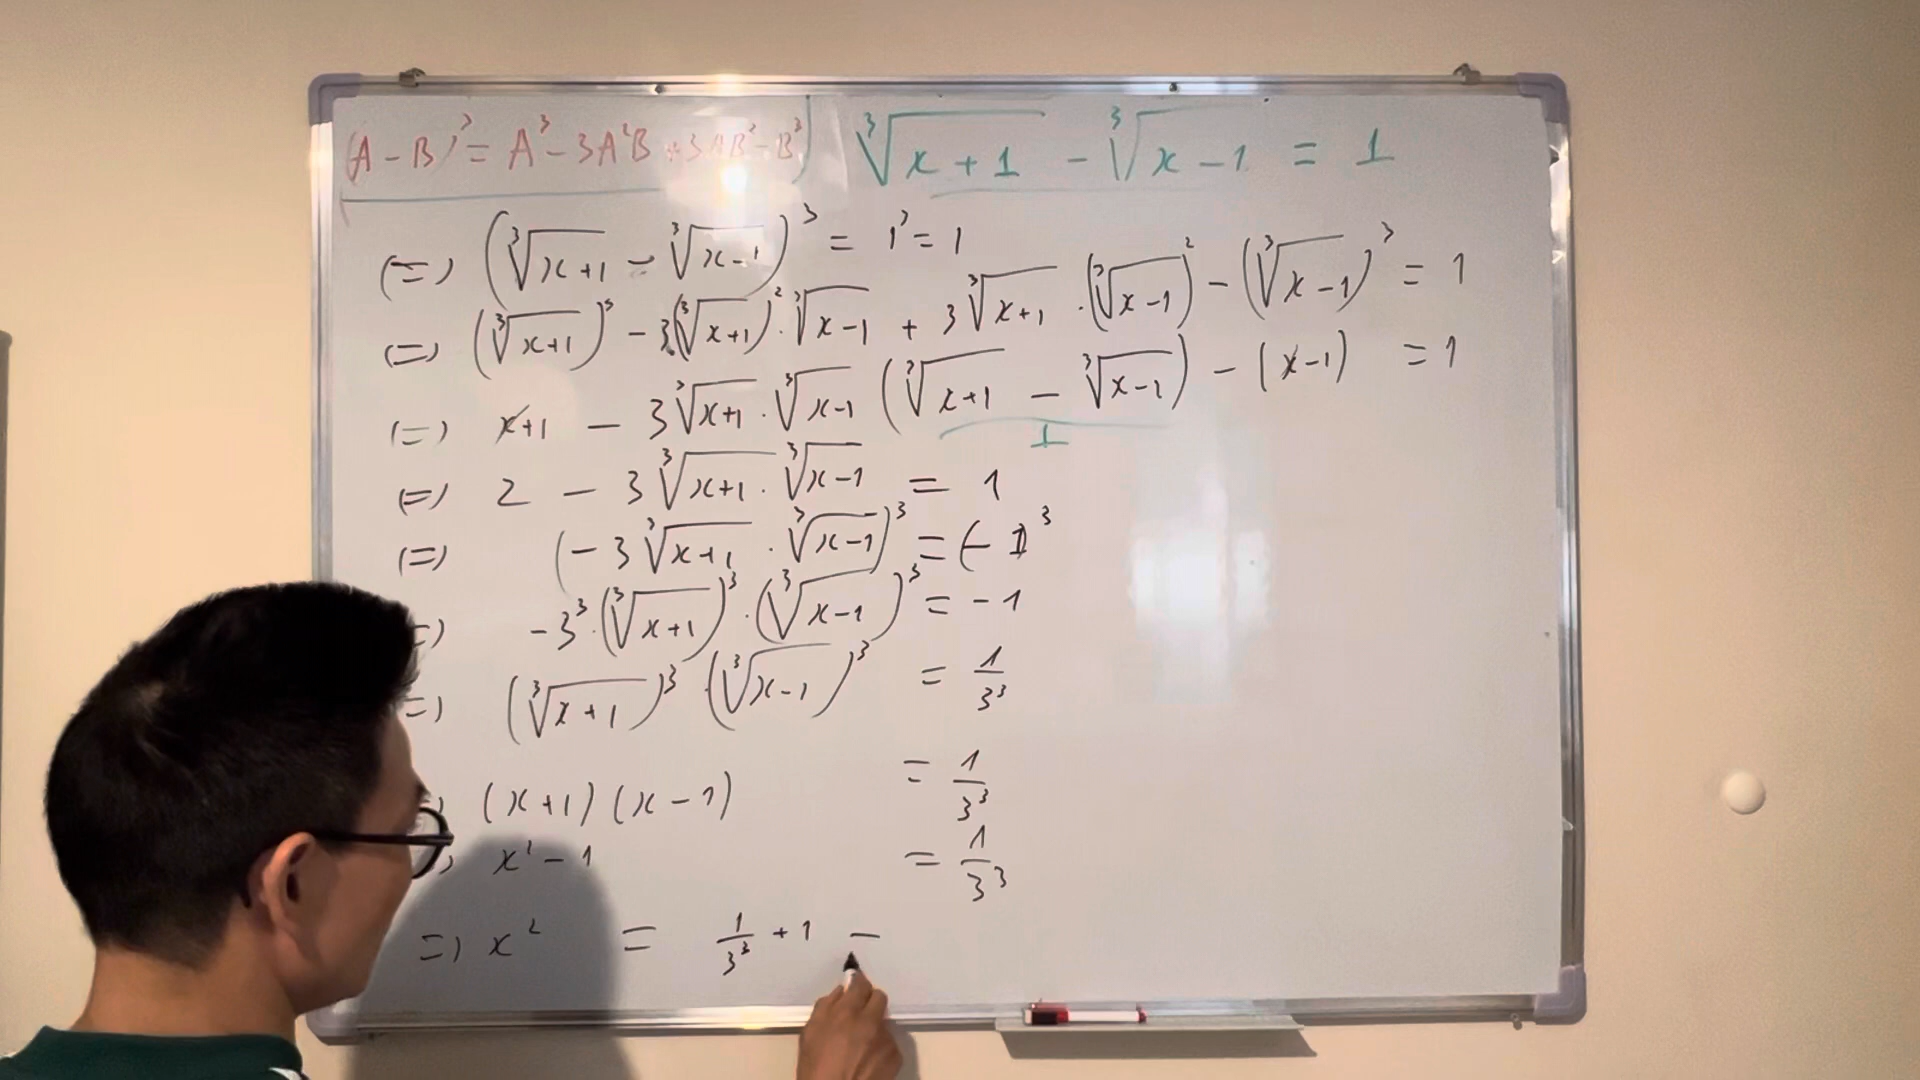 (A - B)³ = A³ - 3A²B + 3AB² - B³
∛(x + 1) - ∛(x - 1) = 1
(=) (∛(x+1) - ∛(x-1))³ = 1³ = 1
(=) (∛(x+1))³ - 3(∛(x+1))² · ∛(x-1) + 3∛(x+1) · (∛(x-1))² - (∛(x-1))³ = 1
(=) x+1 - 3∛(x+1) · ∛(x-1) (∛(x+1) - ∛(x-1)) - (x-1) = 1
1
(=) 2 - 3∛(x+1) · ∛(x-1) = 1
(=) (- 3∛(x+1) · ∛(x-1))³ = (- 1)³
=) -3³ · (∛(x+1))³ · (∛(x-1))³ = -1
=) (∛(x+1))³ (∛(x-1))³ = 1/3³
) (x+1) (x-1) = 1/3³
) x² - 1 = 1/3³
=) x² = 1/3³ + 1 -